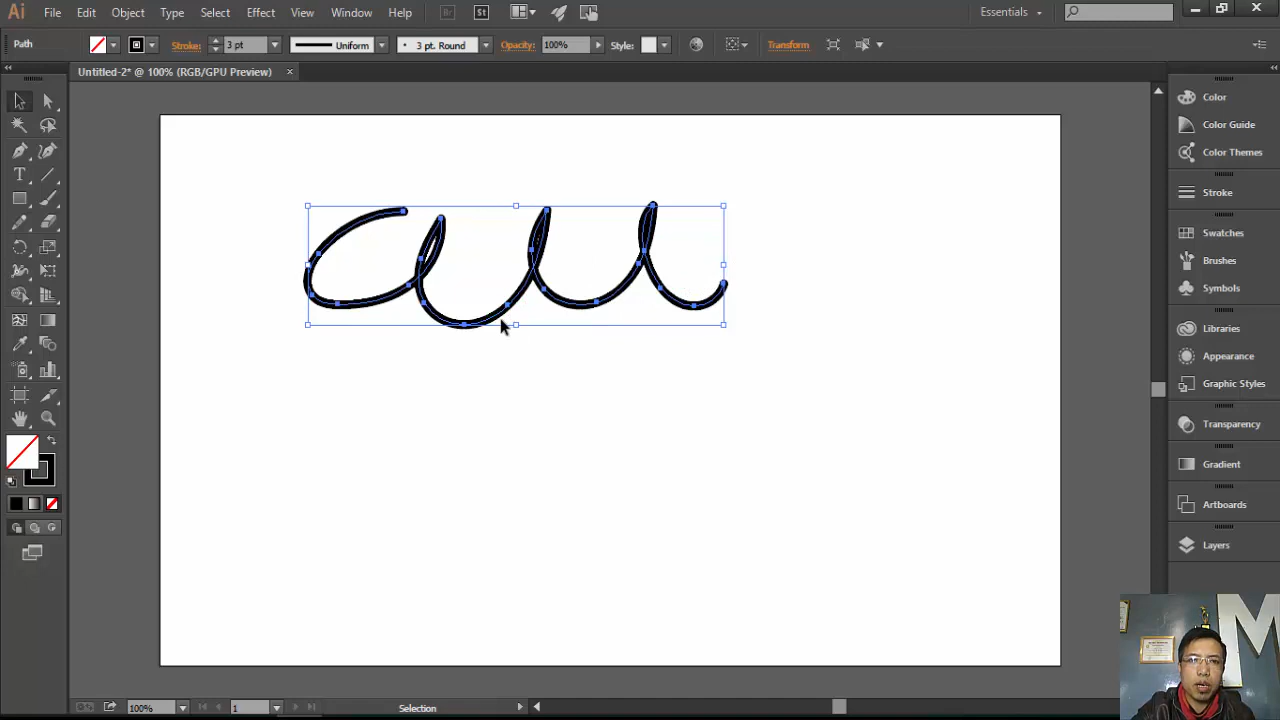 Ai File Edit Object Type Select Effect View Window Help Br St Essentials
Path Stroke: 3 pt Uniform 3 pt. Round Opacity: 100% Style: Transform
Untitled-2* @ 100% (RGB/GPU Preview) ×
Color
Color Guide
Color Themes
Stroke
Swatches
Brushes
Symbols
Libraries
Appearance
Graphic Styles
Transparency
Gradient
Artboards
Layers
M
100% 1 Selection